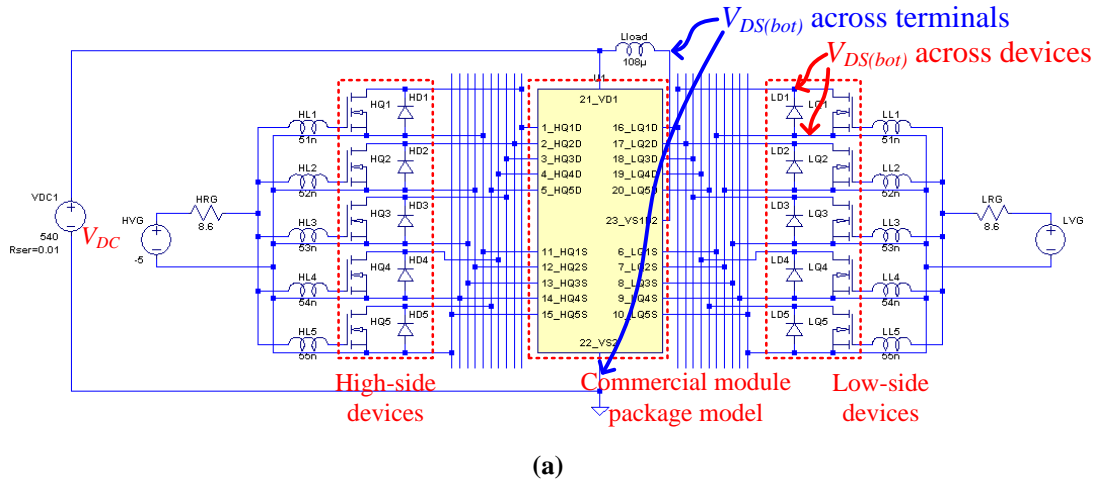 V_DS(bot) across terminals
V_DS(bot) across devices
Lload
108µ
U1
21_VD1
1_HQ1D
2_HQ2D
3_HQ3D
4_HQ4D
5_HQ5D
11_HQ1S
12_HQ2S
13_HQ3S
14_HQ4S
15_HQ5S
16_LQ1D
17_LQ2D
18_LQ3D
19_LQ4D
20_LQ5D
23_VS1D2
6_LQ1S
7_LQ2S
8_LQ3S
9_LQ4S
10_LQ5S
22_VS2
VDC1
540
Rser=0.01
V_DC
HVG
-5
HRG
8.6
HL1
51n
HL2
52n
HL3
53n
HL4
54n
HL5
55n
HQ1
HD1
HQ2
HD2
HQ3
HD3
HQ4
HD4
HQ5
HD5
LD1
LQ1
LD2
LQ2
LD3
LQ3
LD4
LQ4
LD5
LQ5
LL1
51n
LL2
52n
LL3
53n
LL4
54n
LL5
55n
LRG
8.6
LVG
High-side
devices
Commercial module
package model
Low-side
devices
(a)